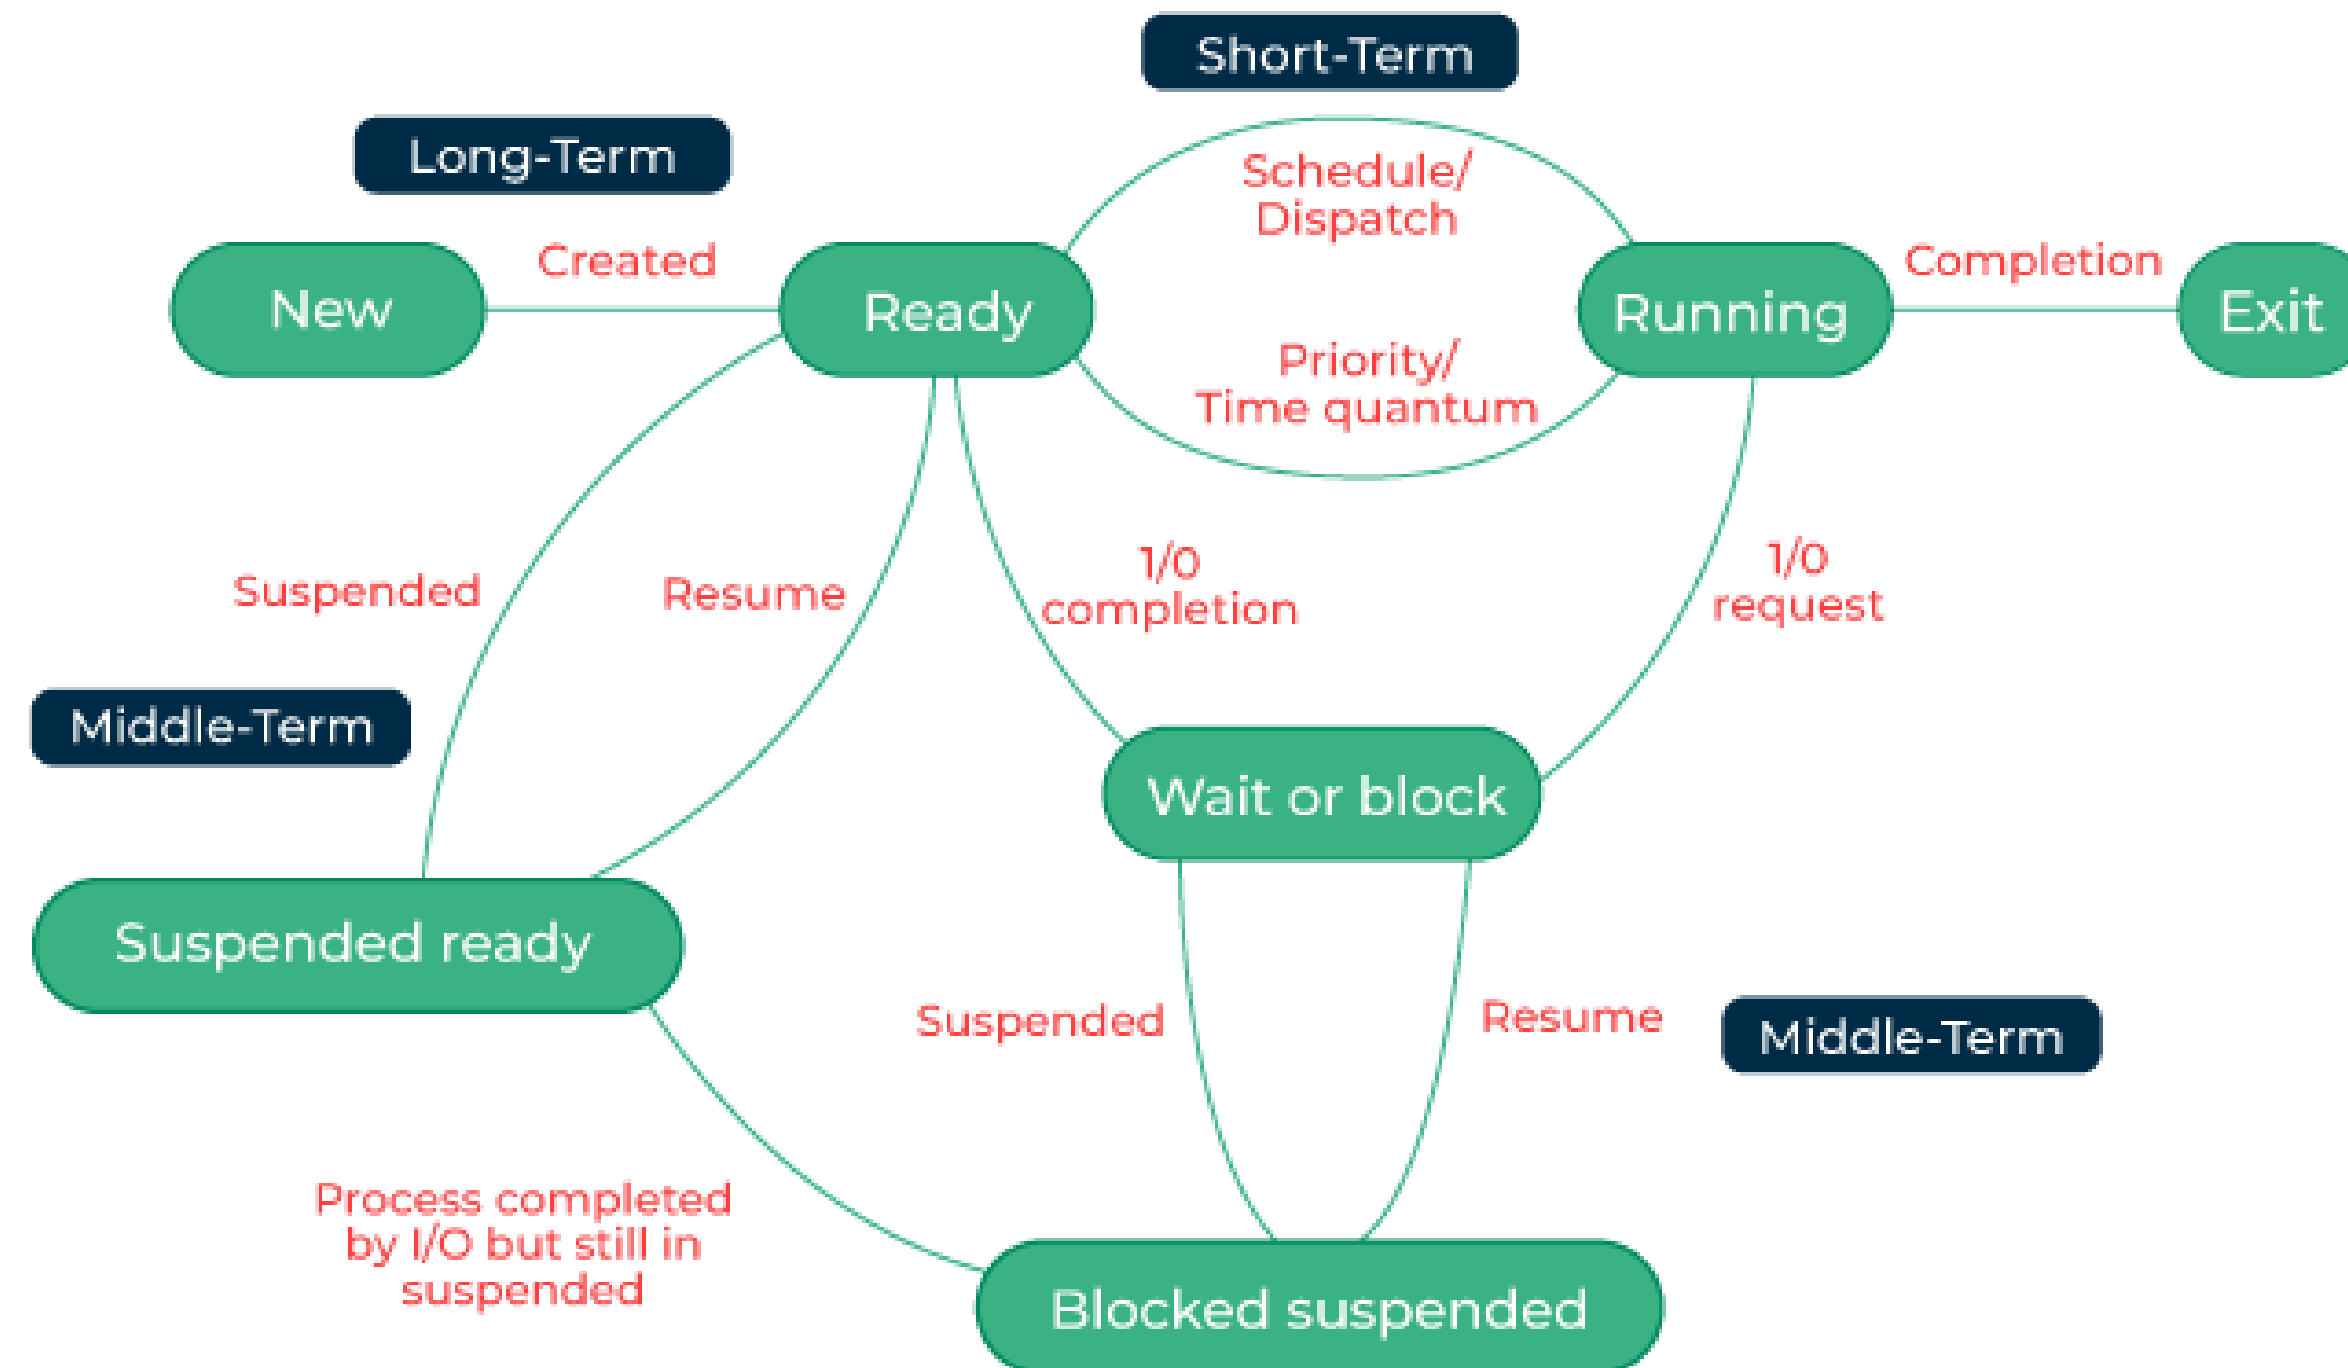 Short-Term
Long-Term
Schedule/
Dispatch
New
Created
Ready
Running
Completion
Exit
Priority/
Time quantum
Suspended
Resume
1/0
completion
1/0
request
Middle-Term
Wait or block
Suspended ready
Suspended
Resume
Middle-Term
Process completed
by I/O but still in
suspended
Blocked suspended